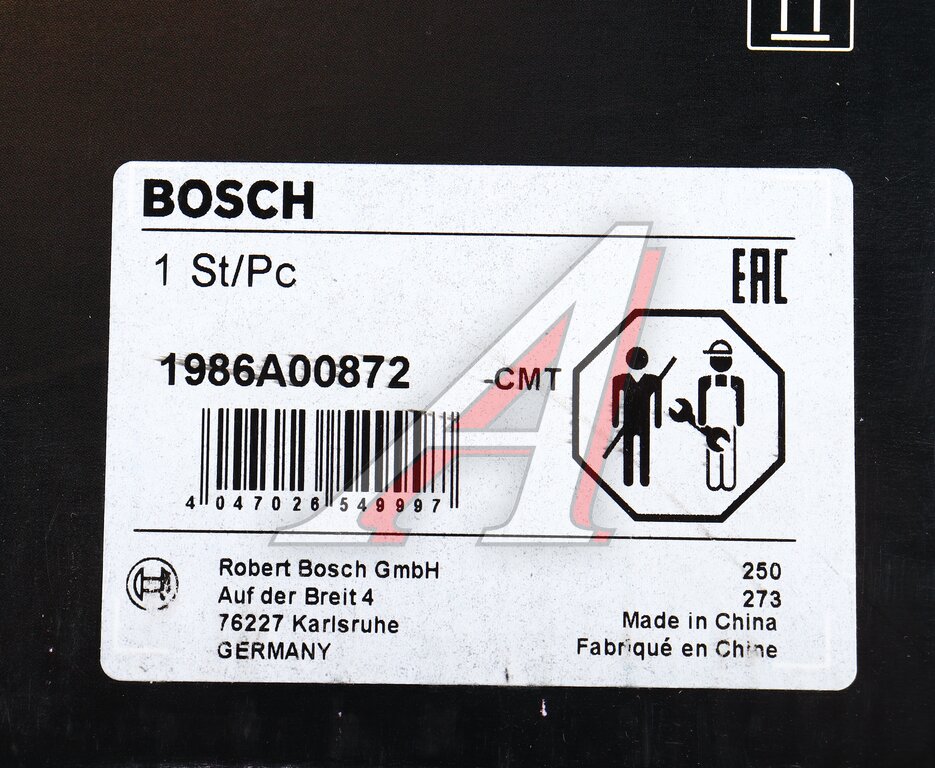 BOSCH
1 St/Pc
EAC
1986A00872
-CMT
4 047026 549997
Robert Bosch GmbH
Auf der Breit 4
76227 Karlsruhe
GERMANY
250
273
Made in China
Fabriqué en Chine